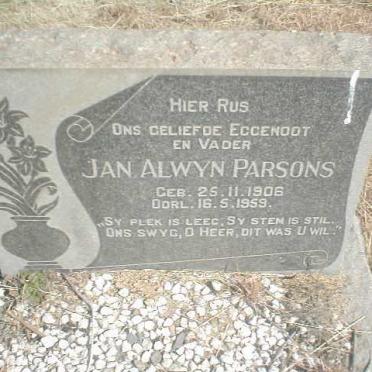 HIER RUS
ONS GELIEFDE EGGENOOT
EN VADER
JAN ALWYN PARSONS
GEB. 25.11.1906
OORL. 16.5.1959.
"SY PLEK IS LEEG, SY STEM IS STIL.
ONS SWYG, O HEER, DIT WAS U WIL."